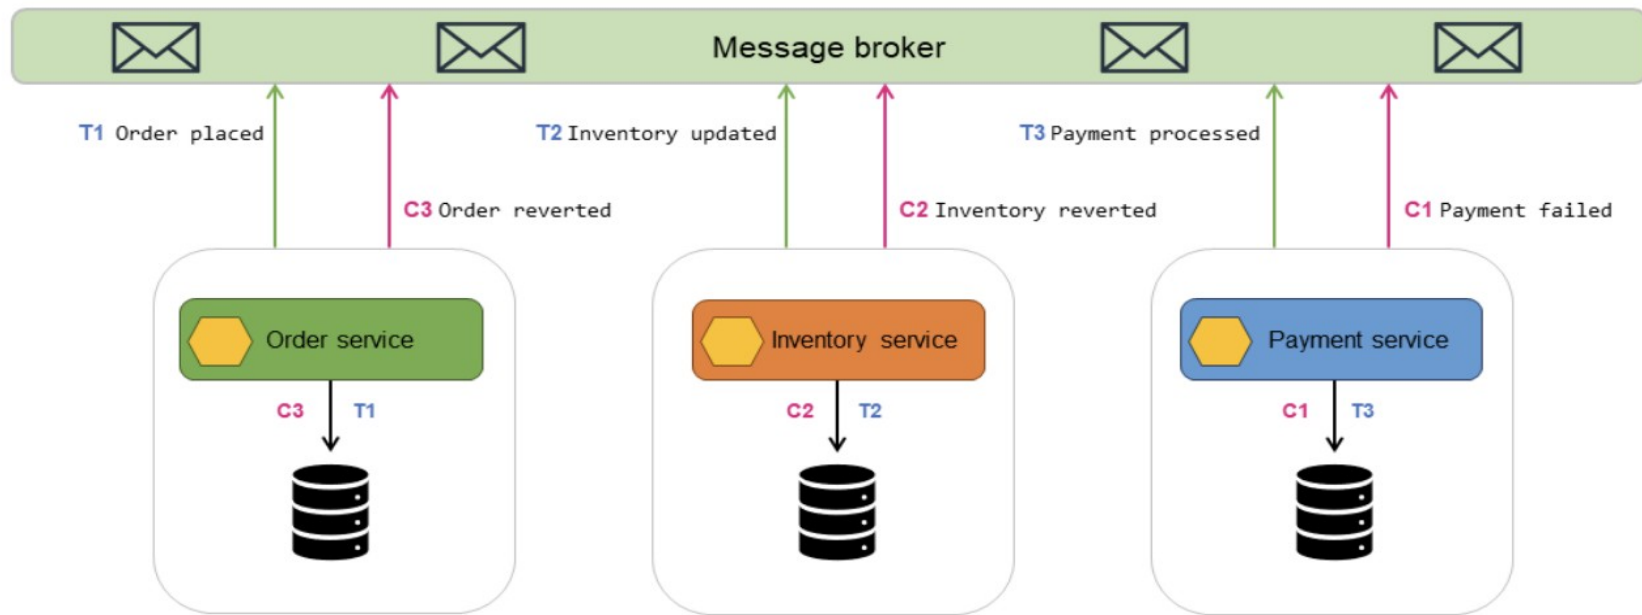 Message broker
T1 Order placed
T2 Inventory updated
T3 Payment processed
C3 Order reverted
C2 Inventory reverted
C1 Payment failed
Order service
Inventory service
Payment service
C3 T1
C2 T2
C1 T3